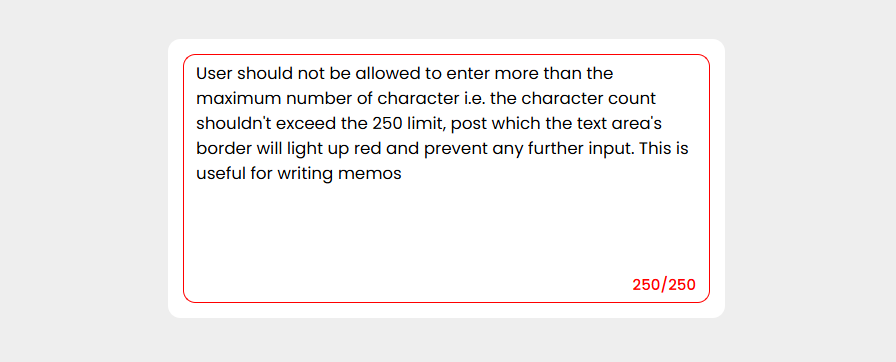 User should not be allowed to enter more than the
maximum number of character i.e. the character count
shouldn't exceed the 250 limit, post which the text area's
border will light up red and prevent any further input. This is
useful for writing memos
250/250